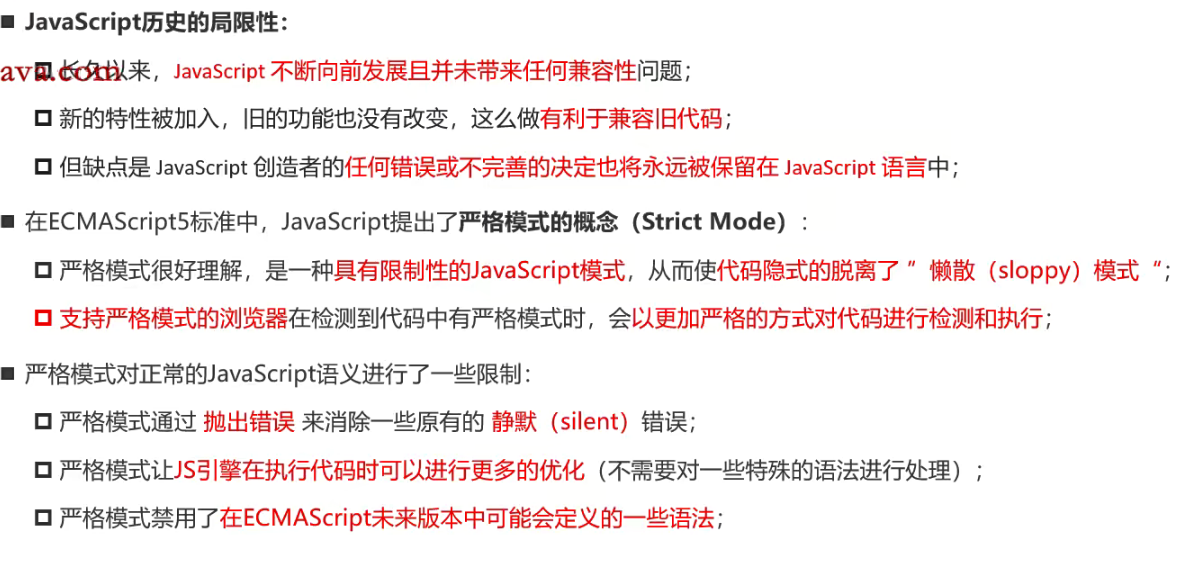 JavaScript历史的局限性：
长久以来，JavaScript 不断向前发展且并未带来任何兼容性问题；
ava.com
新的特性被加入，旧的功能也没有改变，这么做有利于兼容旧代码；
但缺点是 JavaScript 创造者的任何错误或不完善的决定也将永远被保留在 JavaScript 语言中；
在ECMAScript5标准中，JavaScript提出了严格模式的概念（Strict Mode）：
严格模式很好理解，是一种具有限制性的JavaScript模式，从而使代码隐式的脱离了 ”懒散（sloppy）模式“；
支持严格模式的浏览器在检测到代码中有严格模式时，会以更加严格的方式对代码进行检测和执行；
严格模式对正常的JavaScript语义进行了一些限制：
严格模式通过 抛出错误 来消除一些原有的 静默（silent）错误；
严格模式让JS引擎在执行代码时可以进行更多的优化（不需要对一些特殊的语法进行处理）；
严格模式禁用了在ECMAScript未来版本中可能会定义的一些语法；